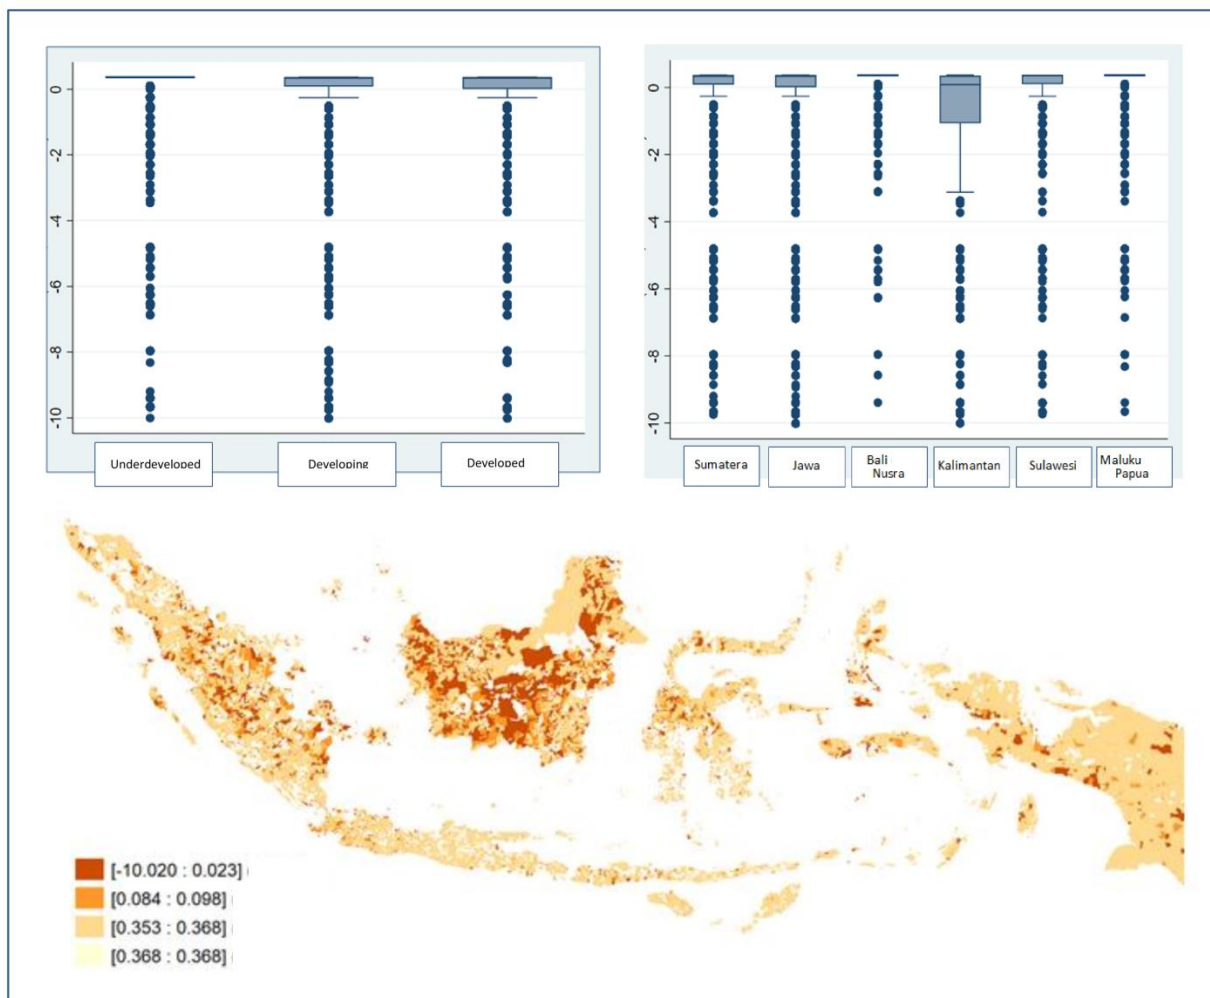 0
-2
-4
-6
-8
-10
Underdeveloped
Developing
Developed
0
-2
-4
-6
-8
-10
Sumatera
Jawa
Bali
Nusra
Kalimantan
Sulawesi
Maluku
Papua
[-10.020 : 0.023] (
[0.084 : 0.098] (
[0.353 : 0.368] (
[0.368 : 0.368] (